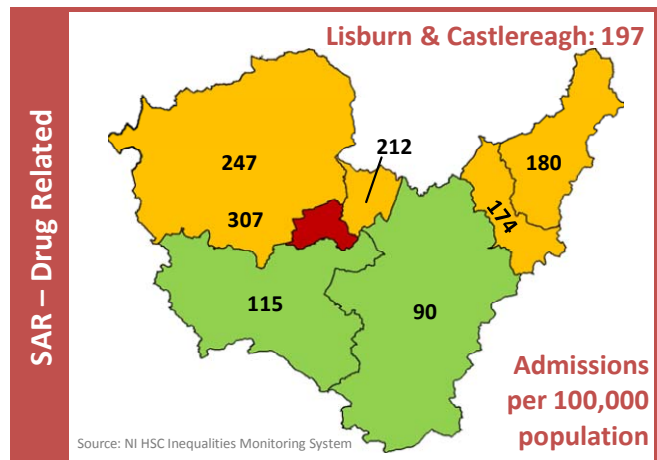 SAR – Drug Related
Lisburn & Castlereagh: 197
212
247
180
307
174
115
90
Admissions
per 100,000
population
Source: NI HSC Inequalities Monitoring System